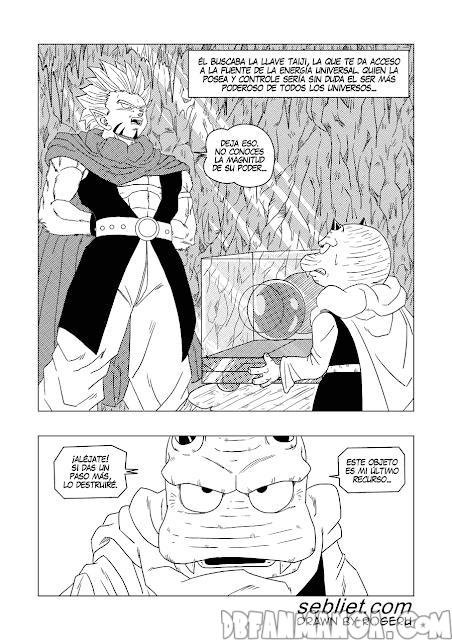 ÉL BUSCABA LA LLAVE TAIJI, LA QUE TE DA ACCESO
A LA FUENTE DE LA ENERGÍA UNIVERSAL. QUIEN LA
POSEA Y CONTROLE SERÍA SIN DUDA EL SER MÁS
PODEROSO DE TODOS LOS UNIVERSOS...
DEJA ESO.
NO CONOCES
LA MAGNITUD
DE SU PODER...
¡ALÉJATE!
SI DAS UN
PASO MÁS,
LO DESTRUIRÉ.
ESTE OBJETO
ES MI ÚLTIMO
RECURSO...
sebliet.com
DRAWN BY ROSERU
DBFANMANGA.COM